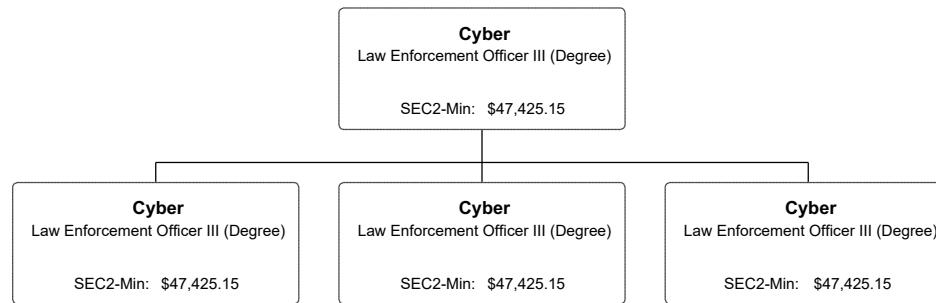 Cyber
Law Enforcement Officer III (Degree)
SEC2-Min: $47,425.15
Cyber
Law Enforcement Officer III (Degree)
SEC2-Min: $47,425.15
Cyber
Law Enforcement Officer III (Degree)
SEC2-Min: $47,425.15
Cyber
Law Enforcement Officer III (Degree)
SEC2-Min: $47,425.15